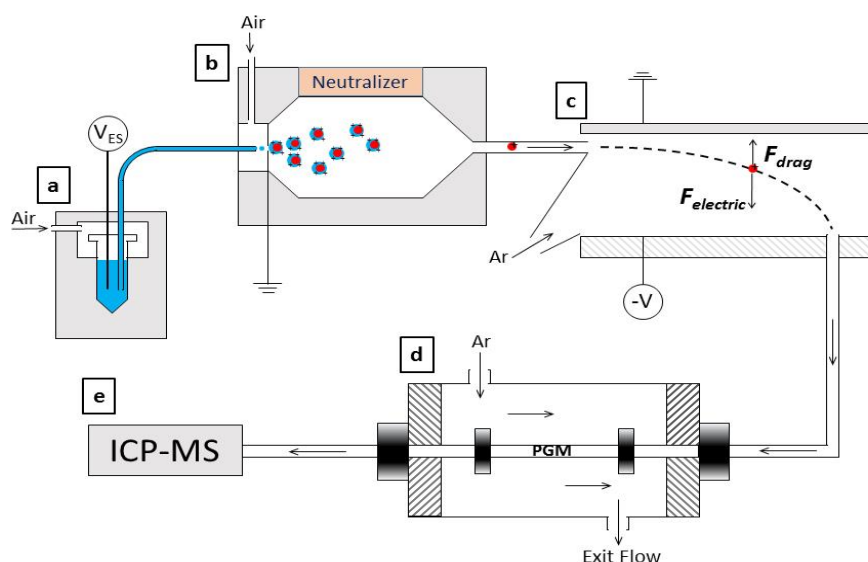 Air
b
Neutralizer
c
V_ES
a
Air
F_drag
F_electric
Ar
-V
d
Ar
e
ICP-MS
PGM
Exit Flow